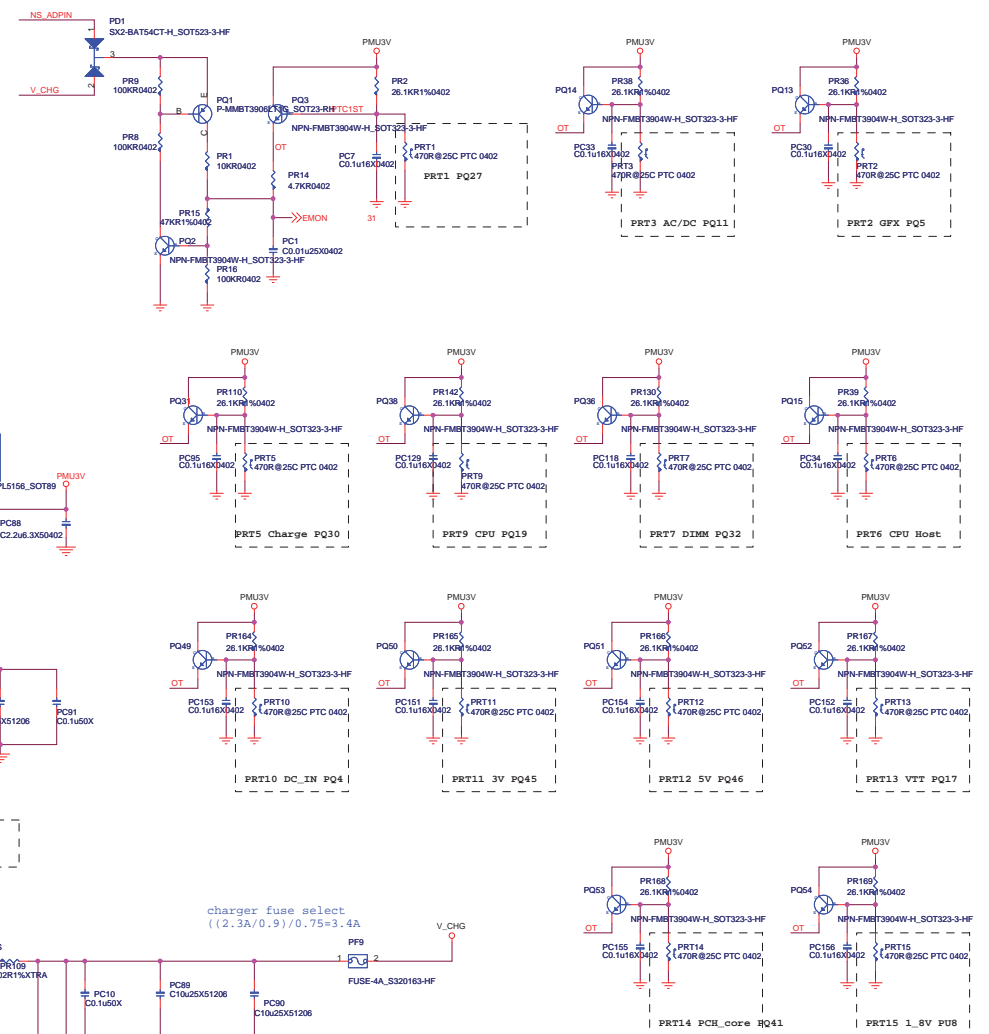 NS_ADPIN
PD1
SX2-BAT54CT-H_SOT523-3-HF
1
3
2
V_CHG
PR9
100KR0402
PR8
100KR0402
E
B
C
PQ1
P-MMBT3906LT1G_SOT23-RH
PR1
10KR0402
PR15
47KR1%0402
PQ2
NPN-FMBT3904W-H_SOT323-3-HF
PR16
100KR0402
PQ3
NPN-FMBT3904W-H_SOT323-3-HF
PTC1ST
OT
PR14
4.7KR0402
EMON
31
PC1
C0.01u25X0402
PMU3V
PR2
26.1KR1%0402
PC7
C0.1u16X0402
PRT1
470R@25C PTC 0402
PRT1 PQ27
PMU3V
PR38
26.1KR1%0402
PQ14
NPN-FMBT3904W-H_SOT323-3-HF
OT
PC33
C0.1u16X0402
PRT3
470R@25C PTC 0402
PRT3 AC/DC PQ11
PMU3V
PR36
26.1KR1%0402
PQ13
NPN-FMBT3904W-H_SOT323-3-HF
OT
PC30
C0.1u16X0402
PRT2
470R@25C PTC 0402
PRT2 GFX PQ5
PMU3V
PR110
26.1KR1%0402
PQ31
NPN-FMBT3904W-H_SOT323-3-HF
OT
PC95
C0.1u16X0402
PRT5
470R@25C PTC 0402
PRT5 Charge PQ30
PMU3V
PR142
26.1KR1%0402
PQ38
NPN-FMBT3904W-H_SOT323-3-HF
OT
PC129
C0.1u16X0402
PRT9
470R@25C PTC 0402
PRT9 CPU PQ19
PMU3V
PR130
26.1KR1%0402
PQ36
NPN-FMBT3904W-H_SOT323-3-HF
OT
PC118
C0.1u16X0402
PRT7
470R@25C PTC 0402
PRT7 DIMM PQ32
PMU3V
PR39
26.1KR1%0402
PQ15
NPN-FMBT3904W-H_SOT323-3-HF
OT
PC34
C0.1u16X0402
PRT6
470R@25C PTC 0402
PRT6 CPU Host
PL5156_SOT89
PMU3V
PC88
C2.2u6.3X50402
PMU3V
PR164
26.1KR1%0402
PQ49
NPN-FMBT3904W-H_SOT323-3-HF
OT
PC153
C0.1u16X0402
PRT10
470R@25C PTC 0402
PRT10 DC_IN PQ4
PMU3V
PR165
26.1KR1%0402
PQ50
NPN-FMBT3904W-H_SOT323-3-HF
OT
PC151
C0.1u16X0402
PRT11
470R@25C PTC 0402
PRT11 3V PQ45
PMU3V
PR166
26.1KR1%0402
PQ51
NPN-FMBT3904W-H_SOT323-3-HF
OT
PC154
C0.1u16X0402
PRT12
470R@25C PTC 0402
PRT12 5V PQ46
PMU3V
PR167
26.1KR1%0402
PQ52
NPN-FMBT3904W-H_SOT323-3-HF
OT
PC152
C0.1u16X0402
PRT13
470R@25C PTC 0402
PRT13 VTT PQ17
X51206
PC91
C0.1u50X
PMU3V
PR168
26.1KR1%0402
PQ53
NPN-FMBT3904W-H_SOT323-3-HF
OT
PC155
C0.1u16X0402
PRT14
470R@25C PTC 0402
PRT14 PCH_core PQ41
PMU3V
PR169
26.1KR1%0402
PQ54
NPN-FMBT3904W-H_SOT323-3-HF
OT
PC156
C0.1u16X0402
PRT15
470R@25C PTC 0402
PRT15 1_8V PU8
charger fuse select
((2.3A/0.9)/0.75=3.4A
V_CHG
PF9
1
2
FUSE-4A_S320163-HF
PR109
02R1%XTRA
PC10
C0.1u50X
PC89
C10u25X51206
PC90
C10u25X51206